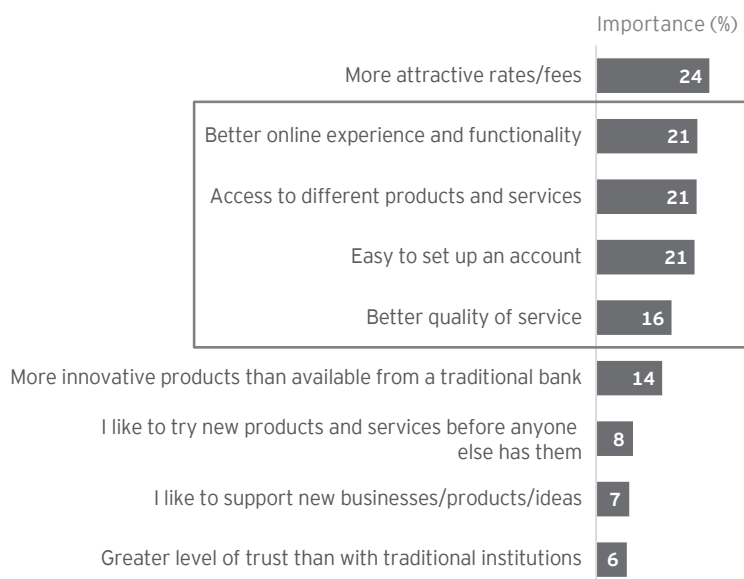 Importance (%)
More attractive rates/fees 24
Better online experience and functionality 21
Access to different products and services 21
Easy to set up an account 21
Better quality of service 16
More innovative products than available from a traditional bank 14
I like to try new products and services before anyone
else has them 8
I like to support new businesses/products/ideas 7
Greater level of trust than with traditional institutions 6